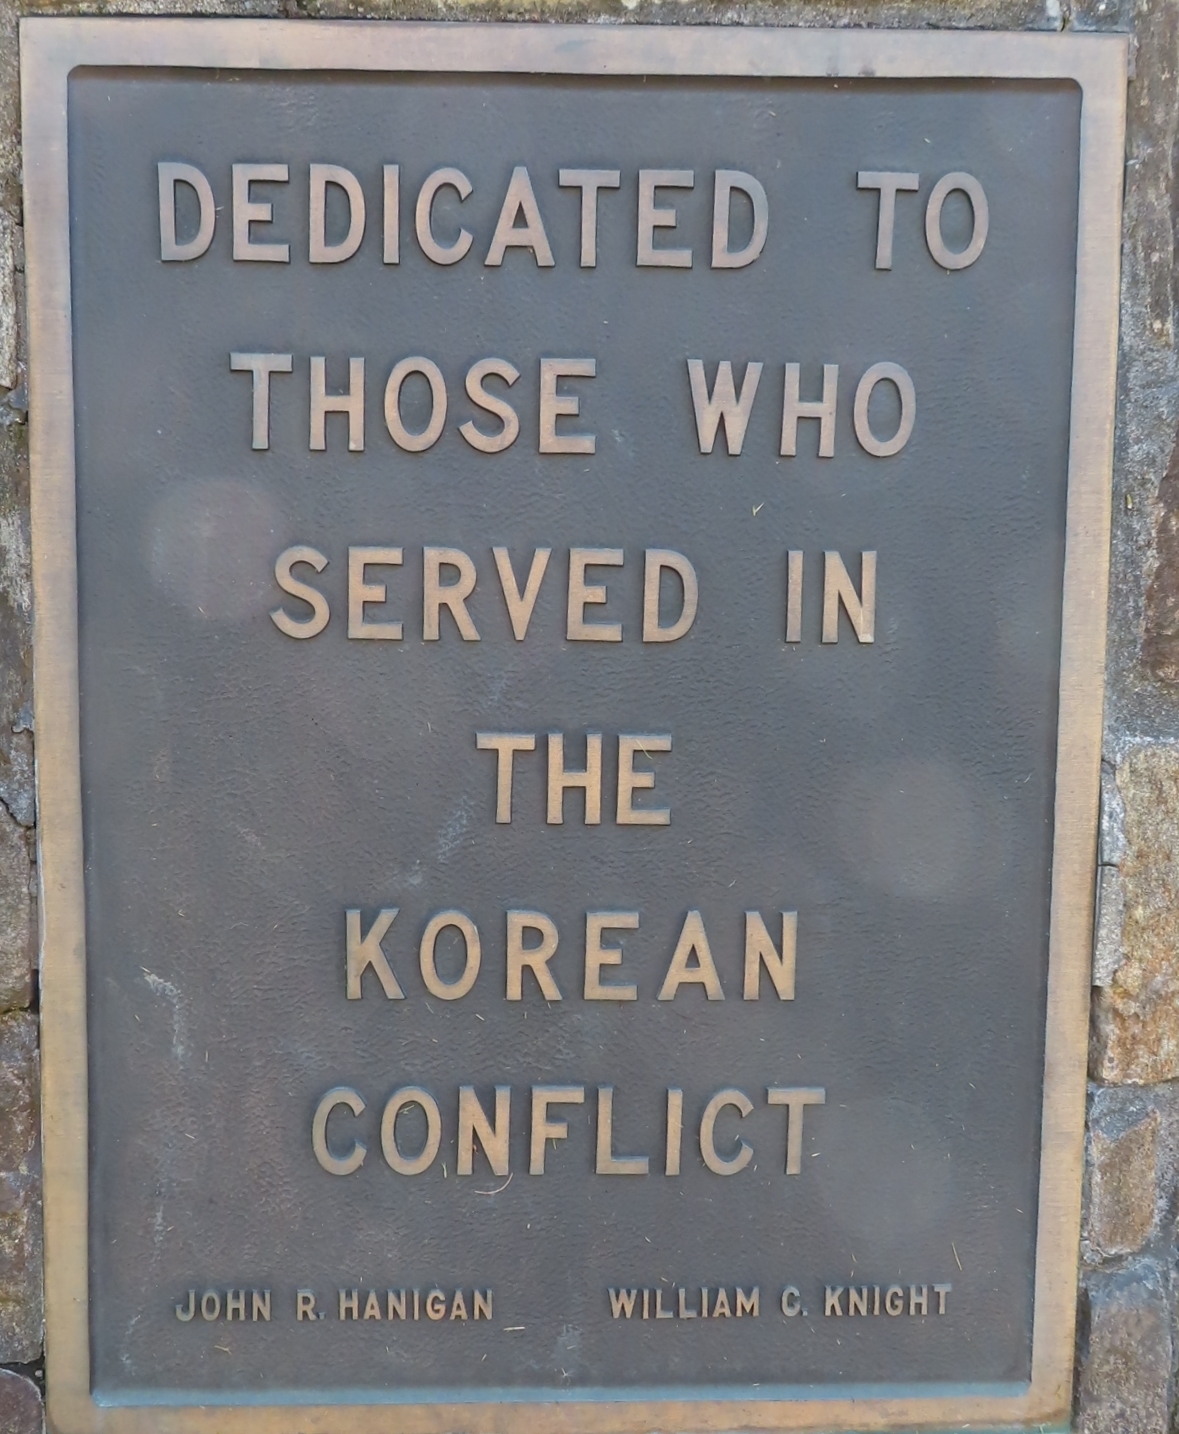 DEDICATED TO
THOSE WHO
SERVED IN
THE
KOREAN
CONFLICT
JOHN R. HANIGAN WILLIAM C. KNIGHT